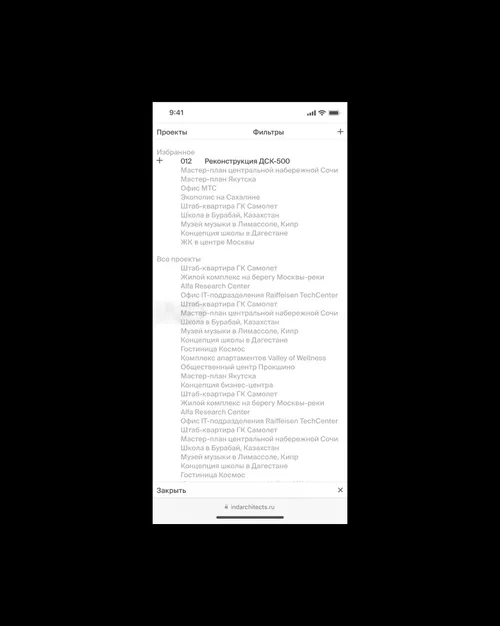 9:41
Проекты Фильтры +
Избранное
+ 012 Реконструкция ДСК-500
Мастер-план центральной набережной Сочи
Мастер-план Якутска
Офис МТС
Экополис на Сахалине
Штаб-квартира ГК Самолет
Школа в Бурабай, Казахстан
Музей музыки в Лимассоле, Кипр
Концепция школы в Дагестане
ЖК в центре Москвы
Все проекты
Штаб-квартира ГК Самолет
Жилой комплекс на берегу Москвы-реки
Alfa Research Center
Офис IT-подразделения Raiffeisen TechCenter
Штаб-квартира ГК Самолет
Мастер-план центральной набережной Сочи
Школа в Бурабай, Казахстан
Музей музыки в Лимассоле, Кипр
Концепция школы в Дагестане
Гостиница Космос
Комплекс апартаментов Valley of Wellness
Общественный центр Прокшино
Мастер-план Якутска
Концепция бизнес-центра
Штаб-квартира ГК Самолет
Жилой комплекс на берегу Москвы-реки
Alfa Research Center
Офис IT-подразделения Raiffeisen TechCenter
Штаб-квартира ГК Самолет
Мастер-план центральной набережной Сочи
Школа в Бурабай, Казахстан
Музей музыки в Лимассоле, Кипр
Концепция школы в Дагестане
Гостиница Космос
Закрыть ×
indarchitects.ru